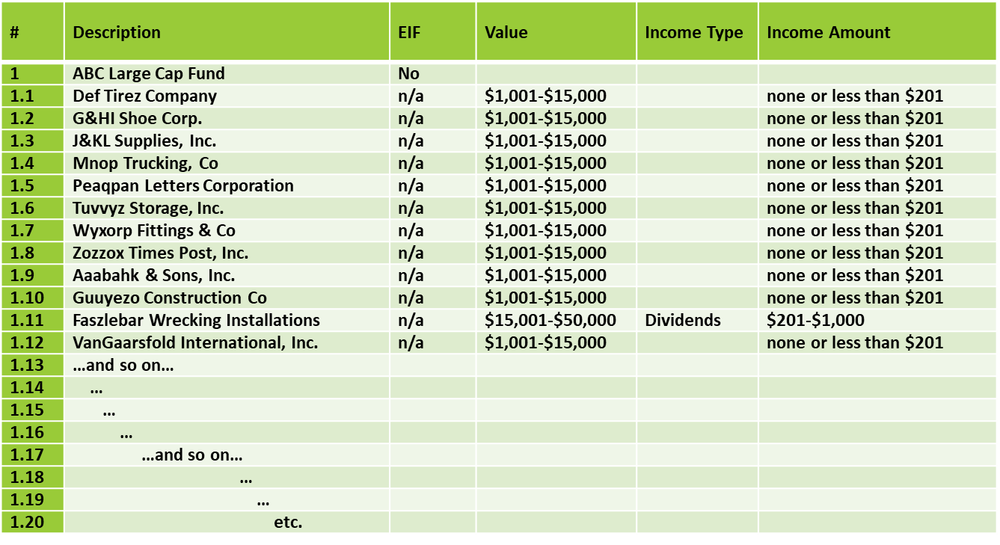 # Description EIF Value Income Type Income Amount
1 ABC Large Cap Fund No
1.1 Def Tirez Company n/a $1,001-$15,000 none or less than $201
1.2 G&HI Shoe Corp. n/a $1,001-$15,000 none or less than $201
1.3 J&KL Supplies, Inc. n/a $1,001-$15,000 none or less than $201
1.4 Mnop Trucking, Co n/a $1,001-$15,000 none or less than $201
1.5 Peaqpan Letters Corporation n/a $1,001-$15,000 none or less than $201
1.6 Tuvvyz Storage, Inc. n/a $1,001-$15,000 none or less than $201
1.7 Wyxorp Fittings & Co n/a $1,001-$15,000 none or less than $201
1.8 Zozzox Times Post, Inc. n/a $1,001-$15,000 none or less than $201
1.9 Aaabahk & Sons, Inc. n/a $1,001-$15,000 none or less than $201
1.10 Guuyezo Construction Co n/a $1,001-$15,000 none or less than $201
1.11 Faszlebar Wrecking Installations n/a $15,001-$50,000 Dividends $201-$1,000
1.12 VanGaarsfold International, Inc. n/a $1,001-$15,000 none or less than $201
1.13 …and so on…
1.14 …
1.15 …
1.16 …
1.17 …and so on…
1.18 …
1.19 …
1.20 etc.